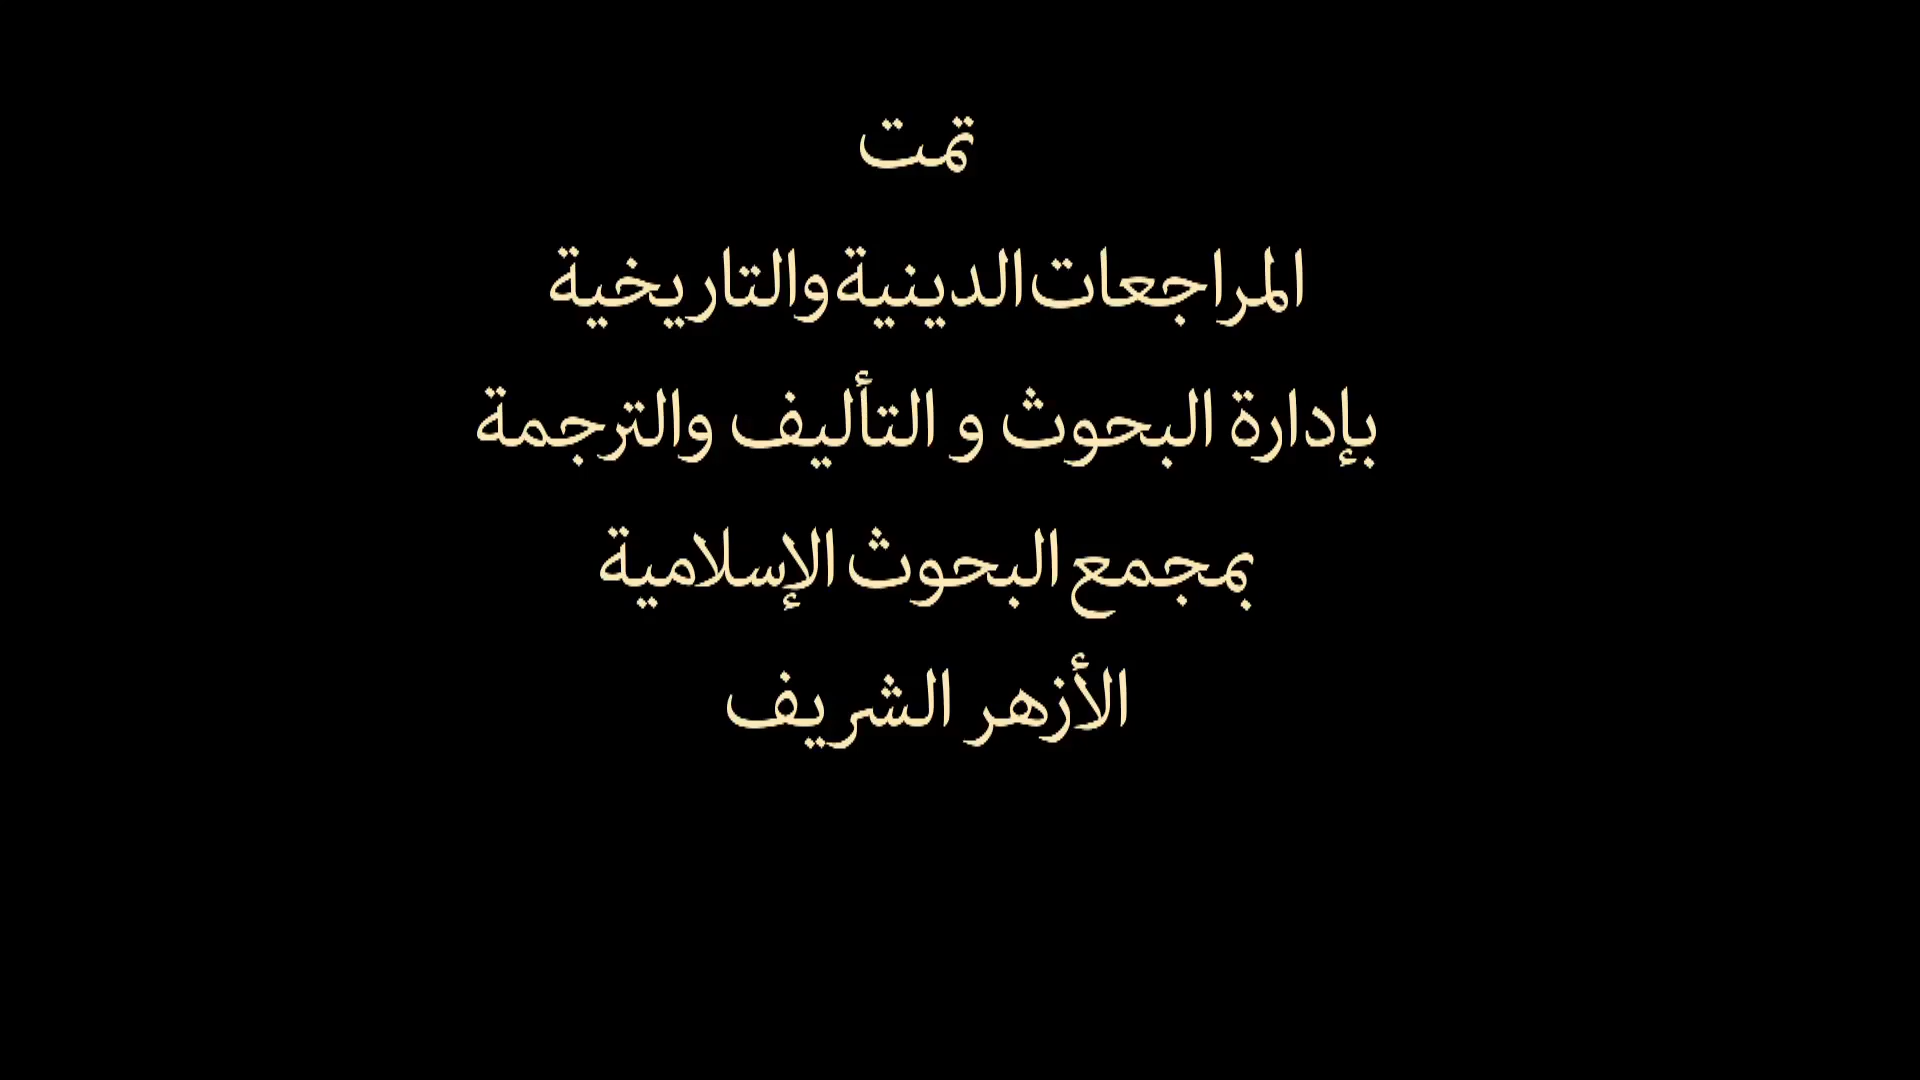 تمت
المراجعات الدينية والتاريخية
بإدارة البحوث و التأليف والترجمة
بمجمع البحوث الإسلامية
الأزهر الشريف